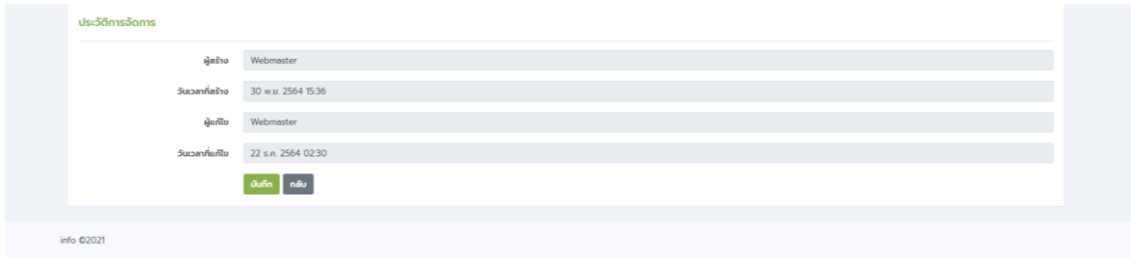 ประวัติการจัดการ
ผู้สร้าง Webmaster
วันเวลาที่สร้าง 30 พ.ย. 2564 15:36
ผู้แก้ไข Webmaster
วันเวลาที่แก้ไข 22 ธ.ค. 2564 02:30
บันทึก กลับ
info ©2021